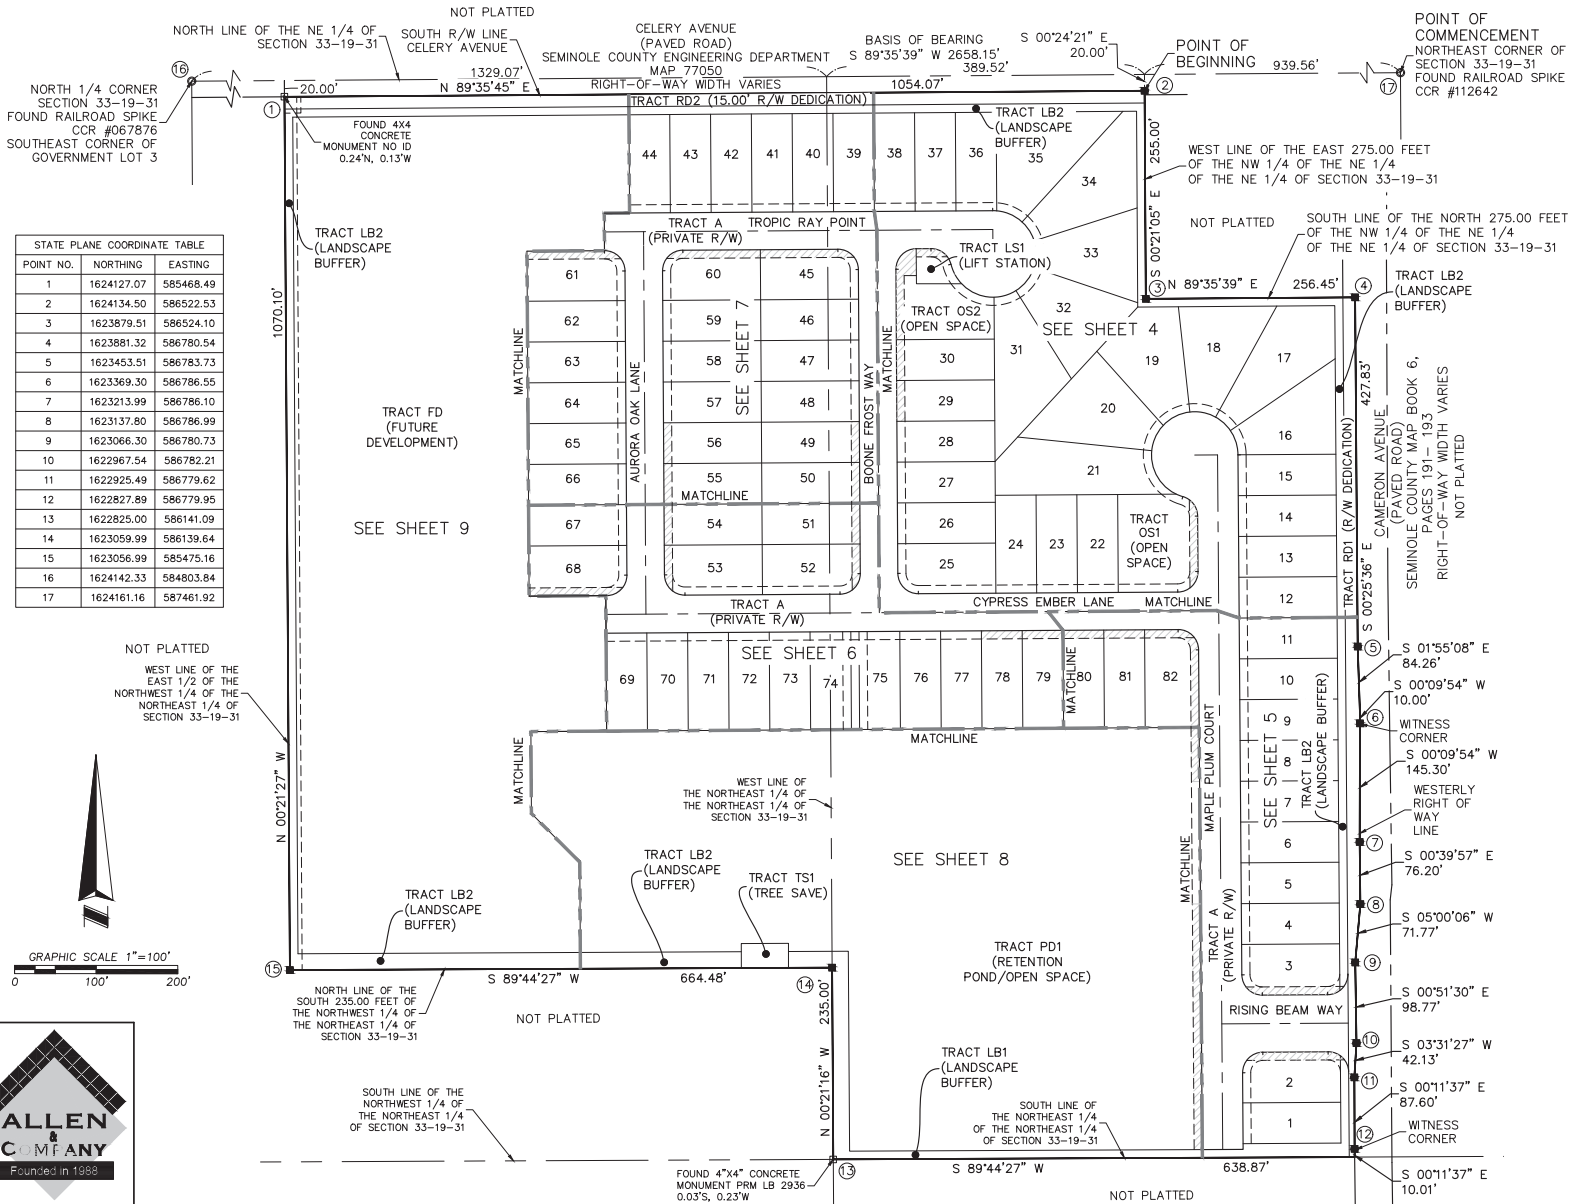 NOT PLATTED
NORTH LINE OF THE NE 1/4 OF
SECTION 33-19-31
SOUTH R/W LINE
CELERY AVENUE
CELERY AVENUE
(PAVED ROAD)
SEMINOLE COUNTY ENGINEERING DEPARTMENT
MAP 77050
RIGHT-OF-WAY WIDTH VARIES
BASIS OF BEARING
S 89°35'39" W 2658.15'
389.52'
S 00°24'21" E
20.00'
POINT OF
BEGINNING
939.56'
POINT OF
COMMENCEMENT
NORTHEAST CORNER OF
SECTION 33-19-31
FOUND RAILROAD SPIKE
CCR #112642
16
NORTH 1/4 CORNER
SECTION 33-19-31
FOUND RAILROAD SPIKE
CCR #067876
SOUTHEAST CORNER OF
GOVERNMENT LOT 3
1329.07'
20.00'
N 89°35'45" E
1054.07'
1
2
17
TRACT RD2 (15.00' R/W DEDICATION)
FOUND 4X4
CONCRETE
MONUMENT NO ID
0.24'N, 0.13'W
TRACT LB2
(LANDSCAPE
BUFFER)
255.00'
S 00°21'05" E
WEST LINE OF THE EAST 275.00 FEET
OF THE NW 1/4 OF THE NE 1/4
OF THE NE 1/4 OF SECTION 33-19-31
44
43
42
41
40
39
38
37
36
35
34
33
32
31
NOT PLATTED
SOUTH LINE OF THE NORTH 275.00 FEET
OF THE NW 1/4 OF THE NE 1/4
OF THE NE 1/4 OF SECTION 33-19-31
TRACT LB2
(LANDSCAPE
BUFFER)
TRACT A
(PRIVATE R/W)
TROPIC RAY POINT
TRACT LS1
(LIFT STATION)
3
N 89°35'39" E
256.45'
4
TRACT LB2
(LANDSCAPE
BUFFER)
STATE PLANE COORDINATE TABLE
POINT NO. NORTHING EASTING
1 1624127.07 585468.49
2 1624134.50 586522.53
3 1623879.51 586524.10
4 1623881.32 586780.54
5 1623453.51 586783.73
6 1623369.30 586786.55
7 1623213.99 586786.10
8 1623137.80 586786.99
9 1623066.30 586780.73
10 1622967.54 586782.21
11 1622925.49 586779.62
12 1622827.89 586779.95
13 1622825.00 586141.09
14 1623059.99 586139.64
15 1623056.99 585475.16
16 1624142.33 584803.84
17 1624161.16 587461.92
1070.10'
N 00°21'27" W
TRACT FD
(FUTURE
DEVELOPMENT)
SEE SHEET 9
MATCHLINE
61
62
63
64
65
66
67
68
AURORA OAK LANE
60
59
58
57
56
55
54
53
SEE SHEET 7
45
46
47
48
49
50
51
52
MATCHLINE
BOONE FROST WAY
MATCHLINE
TRACT OS2
(OPEN SPACE)
30
29
28
27
26
25
SEE SHEET 4
19
18
17
20
21
16
15
14
13
12
11
10
9
8
7
6
5
4
3
2
1
24
23
22
TRACT
OS1
(OPEN
SPACE)
427.83'
S 00°25'36" E
TRACT RD1 (R/W DEDICATION)
CAMERON AVENUE
(PAVED ROAD)
SEMINOLE COUNTY MAP BOOK 6,
PAGES 191-193
RIGHT-OF-WAY WIDTH VARIES
NOT PLATTED
TRACT A
(PRIVATE R/W)
CYPRESS EMBER LANE
MATCHLINE
NOT PLATTED
WEST LINE OF THE
EAST 1/2 OF THE
NORTHWEST 1/4 OF THE
NORTHEAST 1/4 OF
SECTION 33-19-31
SEE SHEET 6
69
70
71
72
73
74
75
76
77
78
79
80
81
82
MATCHLINE
MATCHLINE
MATCHLINE
MAPLE PLUM COURT
MATCHLINE
SEE SHEET 5
TRACT LB2
(LANDSCAPE BUFFER)
5
S 01°55'08" E
84.26'
S 00°09'54" W
10.00'
6
WITNESS
CORNER
S 00°09'54" W
145.30'
WESTERLY
RIGHT OF
WAY
LINE
7
S 00°39'57" E
76.20'
8
S 05°00'06" W
71.77'
9
S 00°51'30" E
98.77'
10
S 03°31'27" W
42.13'
11
S 00°11'37" E
87.60'
12
WITNESS
CORNER
S 00°11'37" E
10.01'
WEST LINE OF
THE NORTHEAST 1/4 OF
THE NORTHEAST 1/4 OF
SECTION 33-19-31
SEE SHEET 8
TRACT LB2
(LANDSCAPE
BUFFER)
TRACT LB2
(LANDSCAPE
BUFFER)
TRACT TS1
(TREE SAVE)
TRACT PD1
(RETENTION
POND/OPEN SPACE)
TRACT A
(PRIVATE R/W)
RISING BEAM WAY
GRAPHIC SCALE 1"=100'
0 100' 200'
15
S 89°44'27" W
664.48'
14
NORTH LINE OF THE
SOUTH 235.00 FEET OF
THE NORTHWEST 1/4 OF
THE NORTHEAST 1/4 OF
SECTION 33-19-31
NOT PLATTED
235.00'
N 00°21'16" W
TRACT LB1
(LANDSCAPE
BUFFER)
SOUTH LINE OF THE
NORTHWEST 1/4 OF
THE NORTHEAST 1/4
OF SECTION 33-19-31
SOUTH LINE OF
THE NORTHEAST 1/4
OF THE NORTHEAST 1/4
OF SECTION 33-19-31
FOUND 4"X4" CONCRETE
MONUMENT PRM LB 2936
0.03'S, 0.23'W
13
S 89°44'27" W
638.87'
NOT PLATTED
ALLEN
&
COMPANY
Founded in 1988